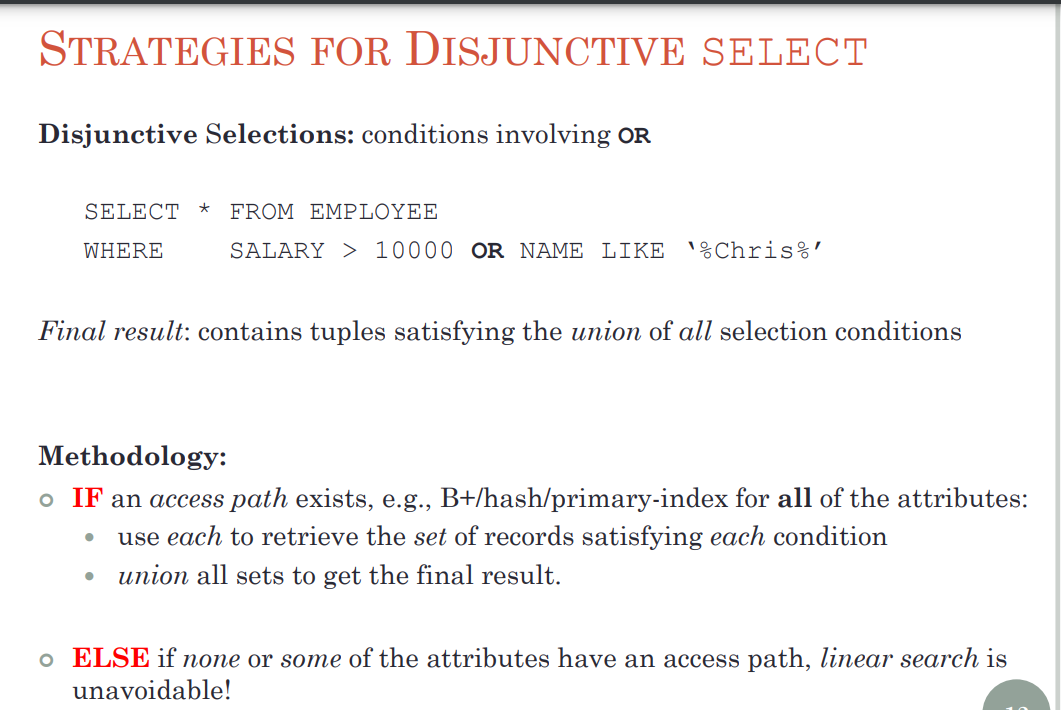 STRATEGIES FOR DISJUNCTIVE SELECT
Disjunctive Selections: conditions involving OR
SELECT * FROM EMPLOYEE
WHERE SALARY > 10000 OR NAME LIKE ‘%Chris%’
Final result: contains tuples satisfying the union of all selection conditions
Methodology:
IF an access path exists, e.g., B+/hash/primary-index for all of the attributes:
use each to retrieve the set of records satisfying each condition
union all sets to get the final result.
ELSE if none or some of the attributes have an access path, linear search is
unavoidable!